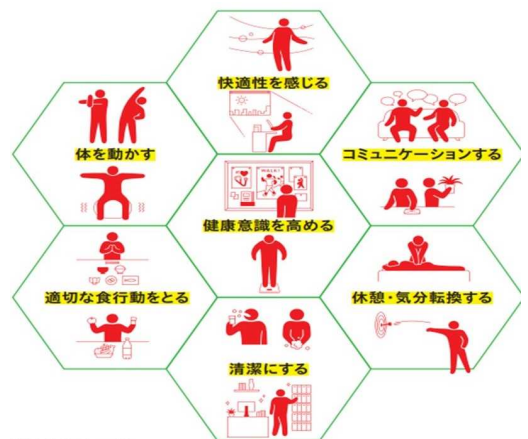 快適性を感じる
体を動かす
コミュニケーションする
健康意識を高める
適切な食行動をとる
休憩・気分転換する
清潔にする